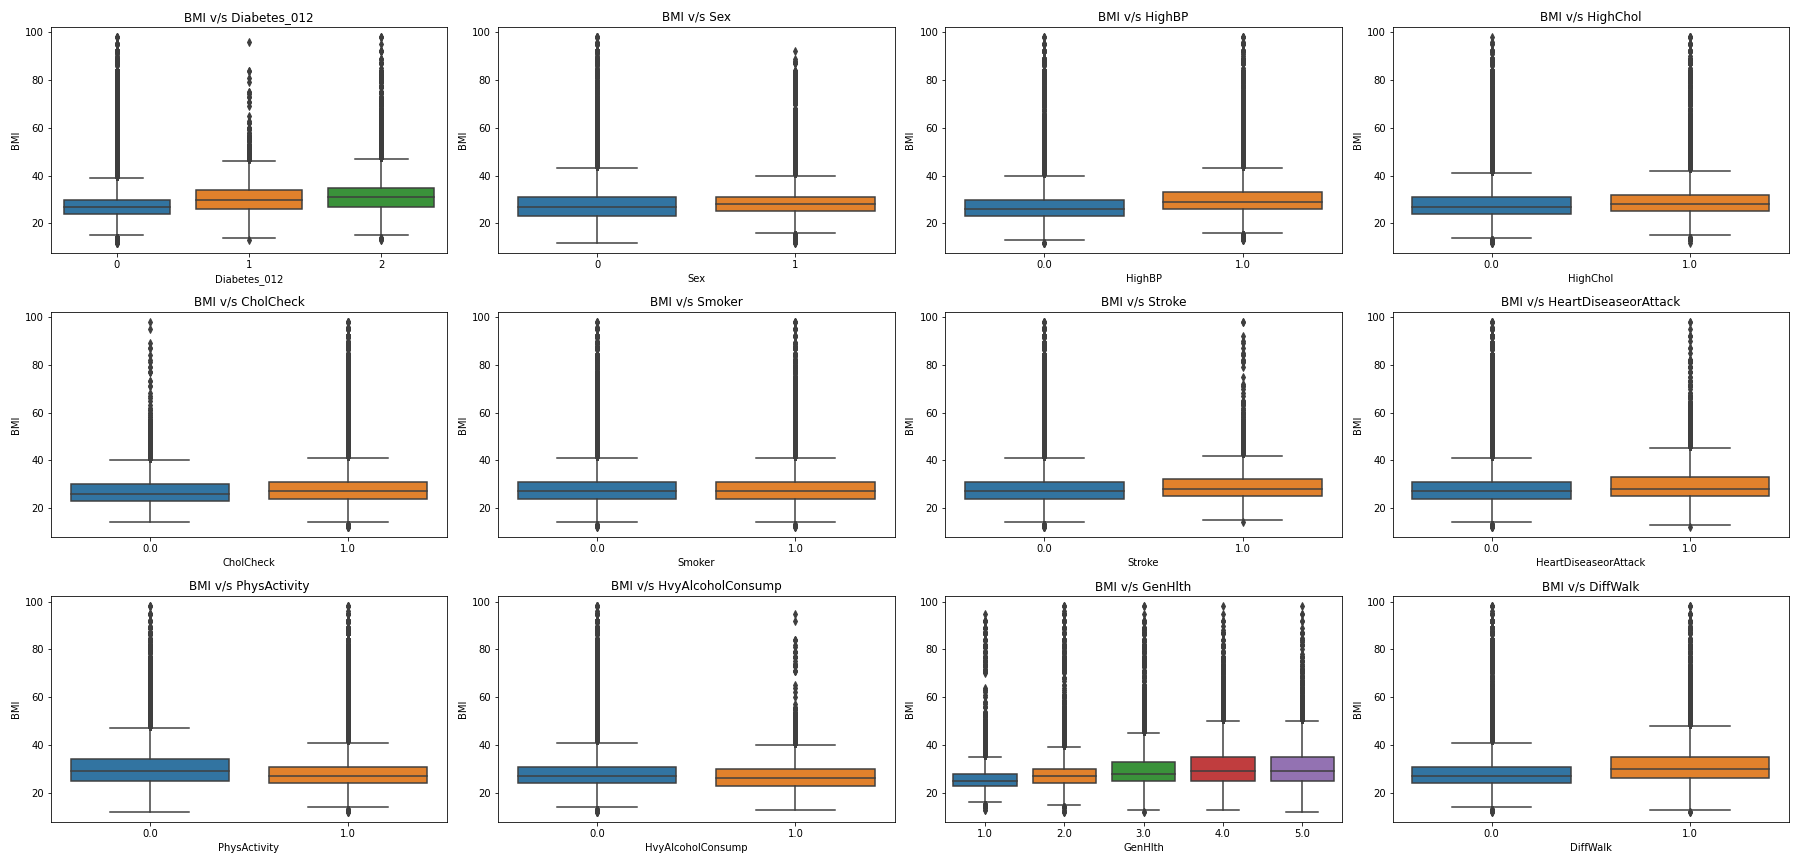 BMI v/s Diabetes_012
BMI
100
80
60
40
20
0 1 2
Diabetes_012
BMI v/s Sex
BMI
100
80
60
40
20
0 1
Sex
BMI v/s HighBP
BMI
100
80
60
40
20
0.0 1.0
HighBP
BMI v/s HighChol
BMI
100
80
60
40
20
0.0 1.0
HighChol
BMI v/s CholCheck
BMI
100
80
60
40
20
0.0 1.0
CholCheck
BMI v/s Smoker
BMI
100
80
60
40
20
0.0 1.0
Smoker
BMI v/s Stroke
BMI
100
80
60
40
20
0.0 1.0
Stroke
BMI v/s HeartDiseaseorAttack
BMI
100
80
60
40
20
0.0 1.0
HeartDiseaseorAttack
BMI v/s PhysActivity
BMI
100
80
60
40
20
0.0 1.0
PhysActivity
BMI v/s HvyAlcoholConsump
BMI
100
80
60
40
20
0.0 1.0
HvyAlcoholConsump
BMI v/s GenHlth
BMI
100
80
60
40
20
1.0 2.0 3.0 4.0 5.0
GenHlth
BMI v/s DiffWalk
BMI
100
80
60
40
20
0.0 1.0
DiffWalk